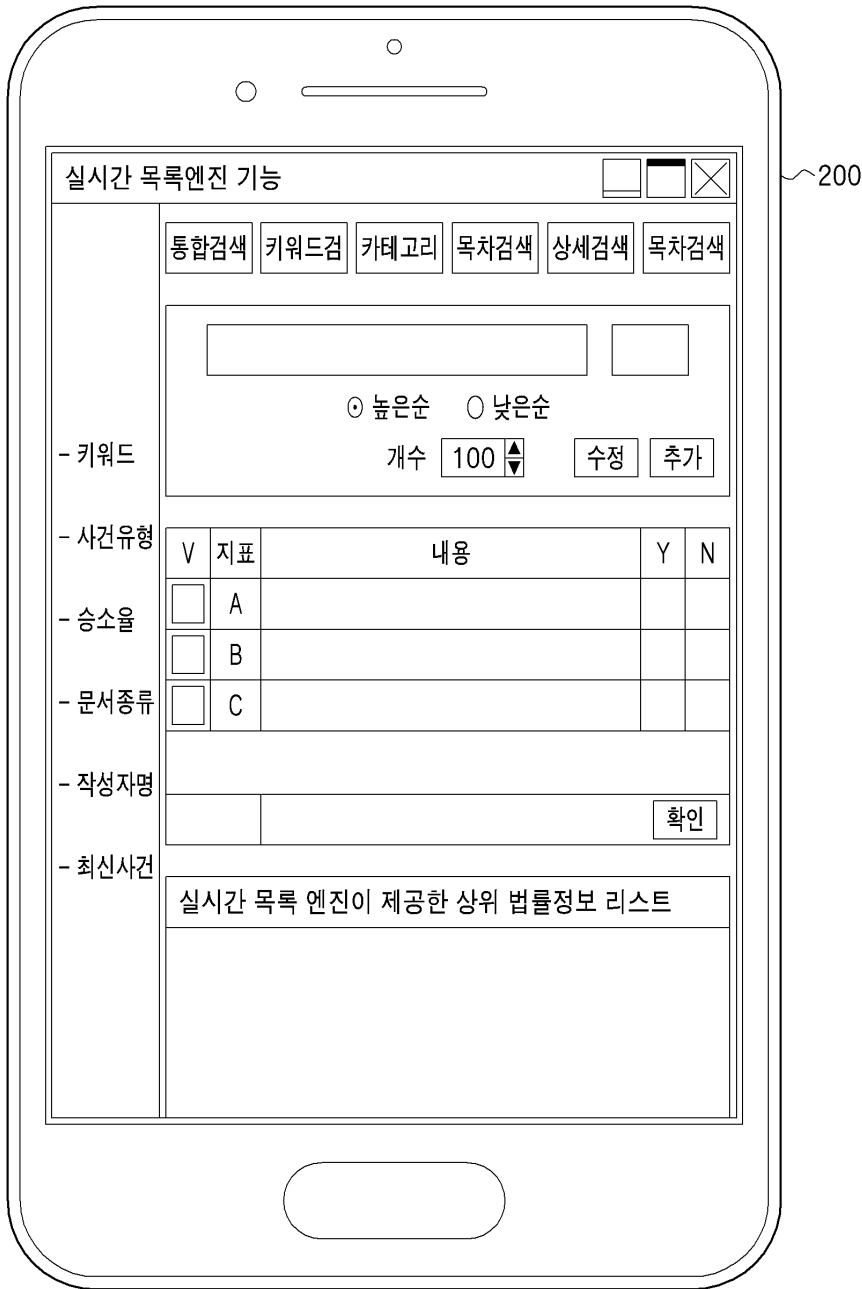 실시간 목록엔진 기능
200
통합검색 키워드검 카테고리 목차검색 상세검색 목차검색
높은순 낮은순
개수 100 수정 추가
- 키워드
- 사건유형
- 승소율
- 문서종류
- 작성자명
- 최신사건
V 지표 내용 Y N
A
B
C
확인
실시간 목록 엔진이 제공한 상위 법률정보 리스트